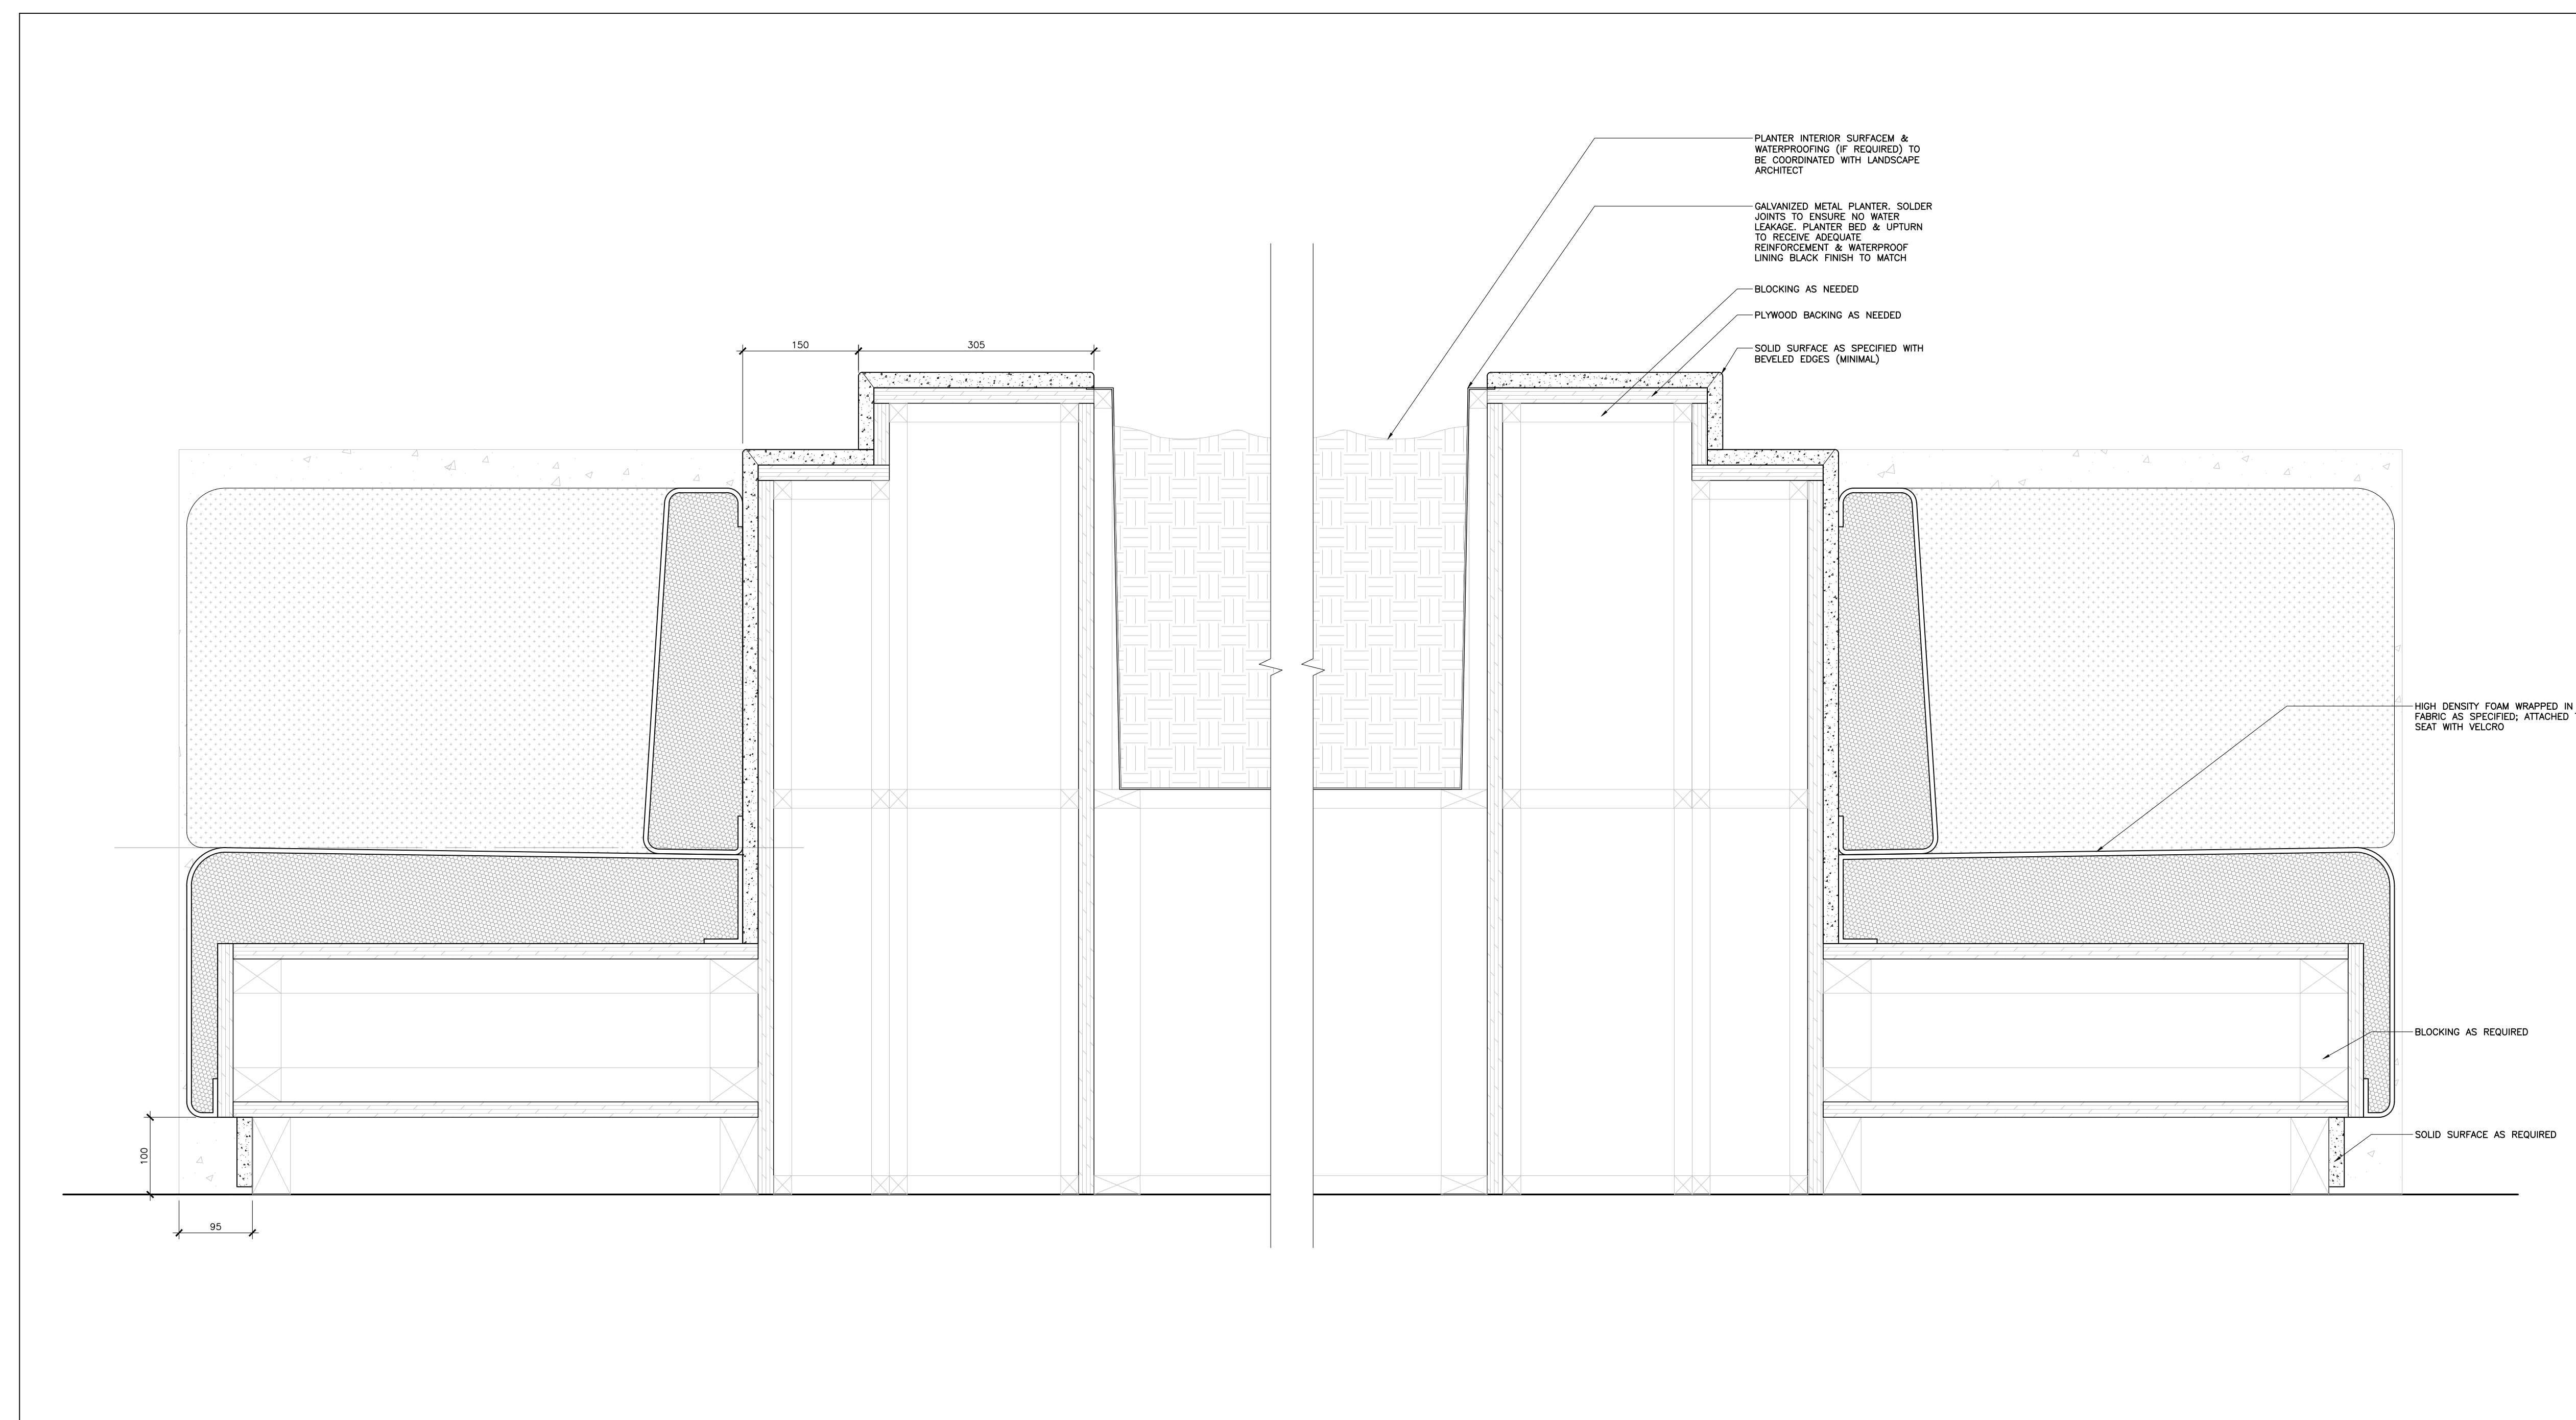 PLANTER INTERIOR SURFACEM &
WATERPROOFING (IF REQUIRED) TO
BE COORDINATED WITH LANDSCAPE
ARCHITECT
GALVANIZED METAL PLANTER. SOLDER
JOINTS TO ENSURE NO WATER
LEAKAGE. PLANTER BED & UPTURN
TO RECEIVE ADEQUATE
REINFORCEMENT & WATERPROOF
LINING BLACK FINISH TO MATCH
BLOCKING AS NEEDED
PLYWOOD BACKING AS NEEDED
150
305
SOLID SURFACE AS SPECIFIED WITH
BEVELED EDGES (MINIMAL)
HIGH DENSITY FOAM WRAPPED IN
FABRIC AS SPECIFIED; ATTACHED
SEAT WITH VELCRO
BLOCKING AS REQUIRED
SOLID SURFACE AS REQUIRED
100
95